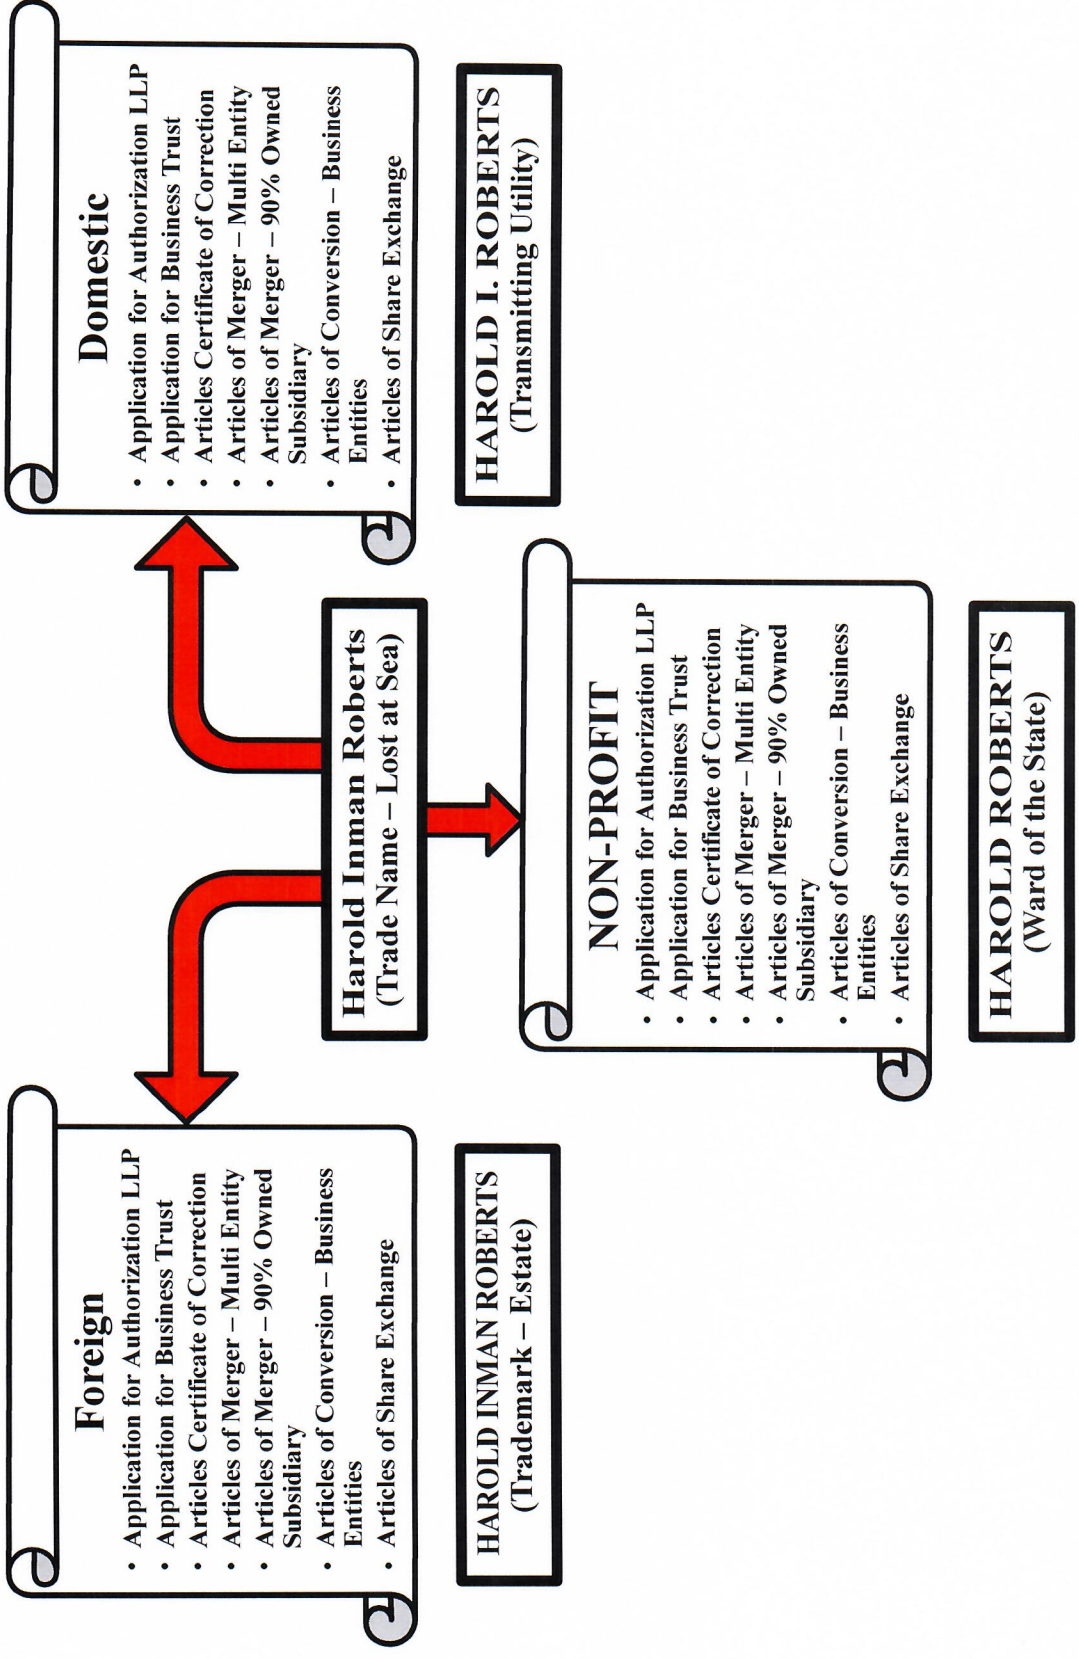 Foreign
• Application for Authorization LLP
• Application for Business Trust
• Articles Certificate of Correction
• Articles of Merger – Multi Entity
• Articles of Merger – 90% Owned
Subsidiary
• Articles of Conversion – Business
Entities
• Articles of Share Exchange
HAROLD INMAN ROBERTS
(Trademark – Estate)
Harold Inman Roberts
(Trade Name – Lost at Sea)
Domestic
• Application for Authorization LLP
• Application for Business Trust
• Articles Certificate of Correction
• Articles of Merger – Multi Entity
• Articles of Merger – 90% Owned
Subsidiary
• Articles of Conversion – Business
Entities
• Articles of Share Exchange
HAROLD I. ROBERTS
(Transmitting Utility)
NON-PROFIT
• Application for Authorization LLP
• Application for Business Trust
• Articles Certificate of Correction
• Articles of Merger – Multi Entity
• Articles of Merger – 90% Owned
Subsidiary
• Articles of Conversion – Business
Entities
• Articles of Share Exchange
HAROLD ROBERTS
(Ward of the State)